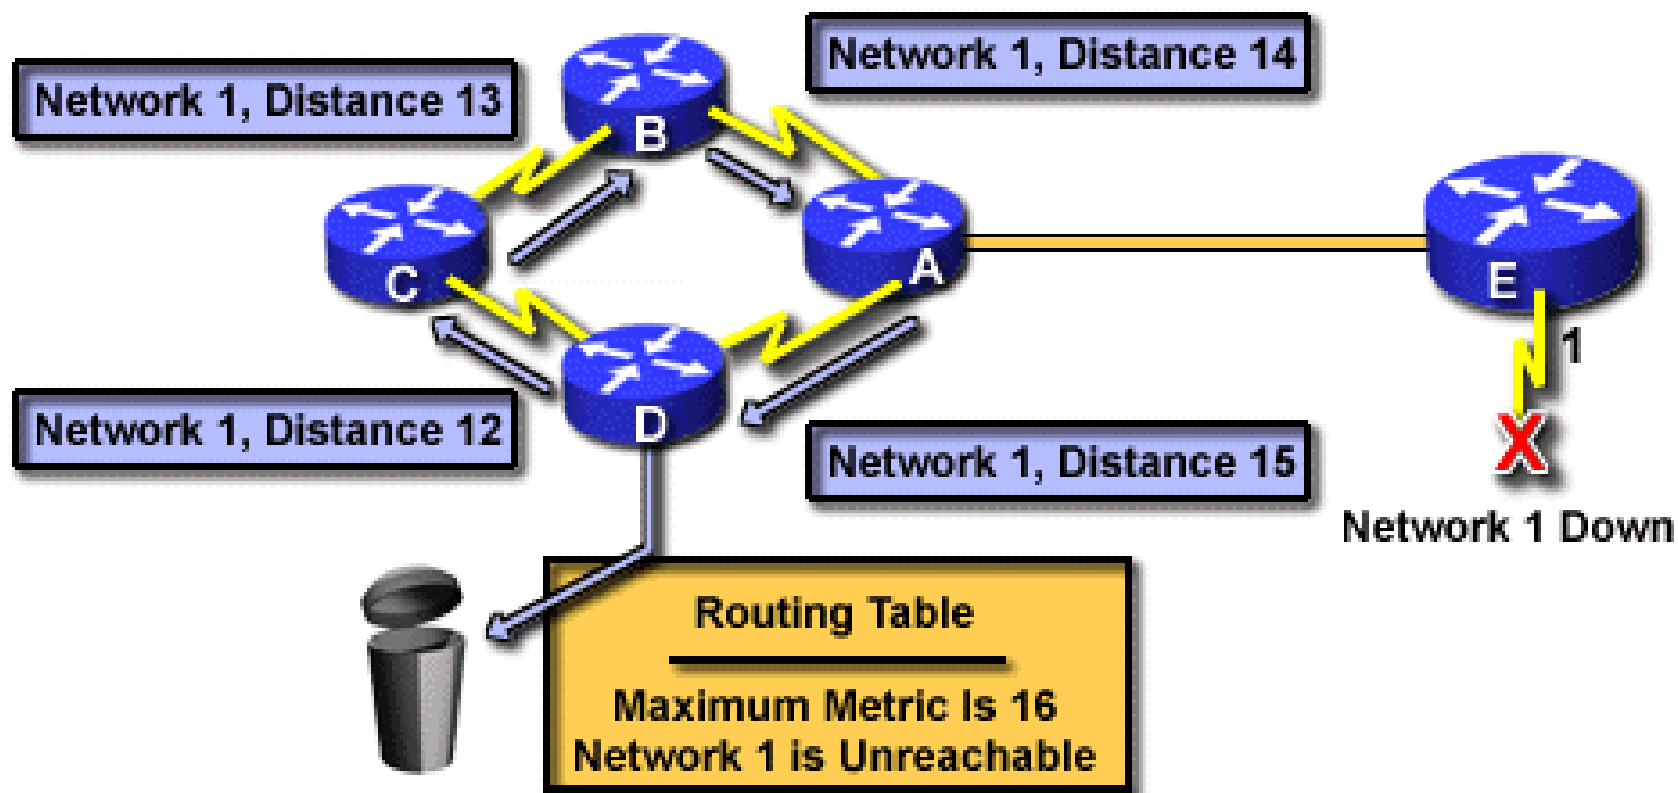 Network 1, Distance 14
Network 1, Distance 13
B
A
C
E
1
D
Network 1, Distance 12
Network 1, Distance 15
X
Network 1 Down
Routing Table
Maximum Metric Is 16
Network 1 is Unreachable